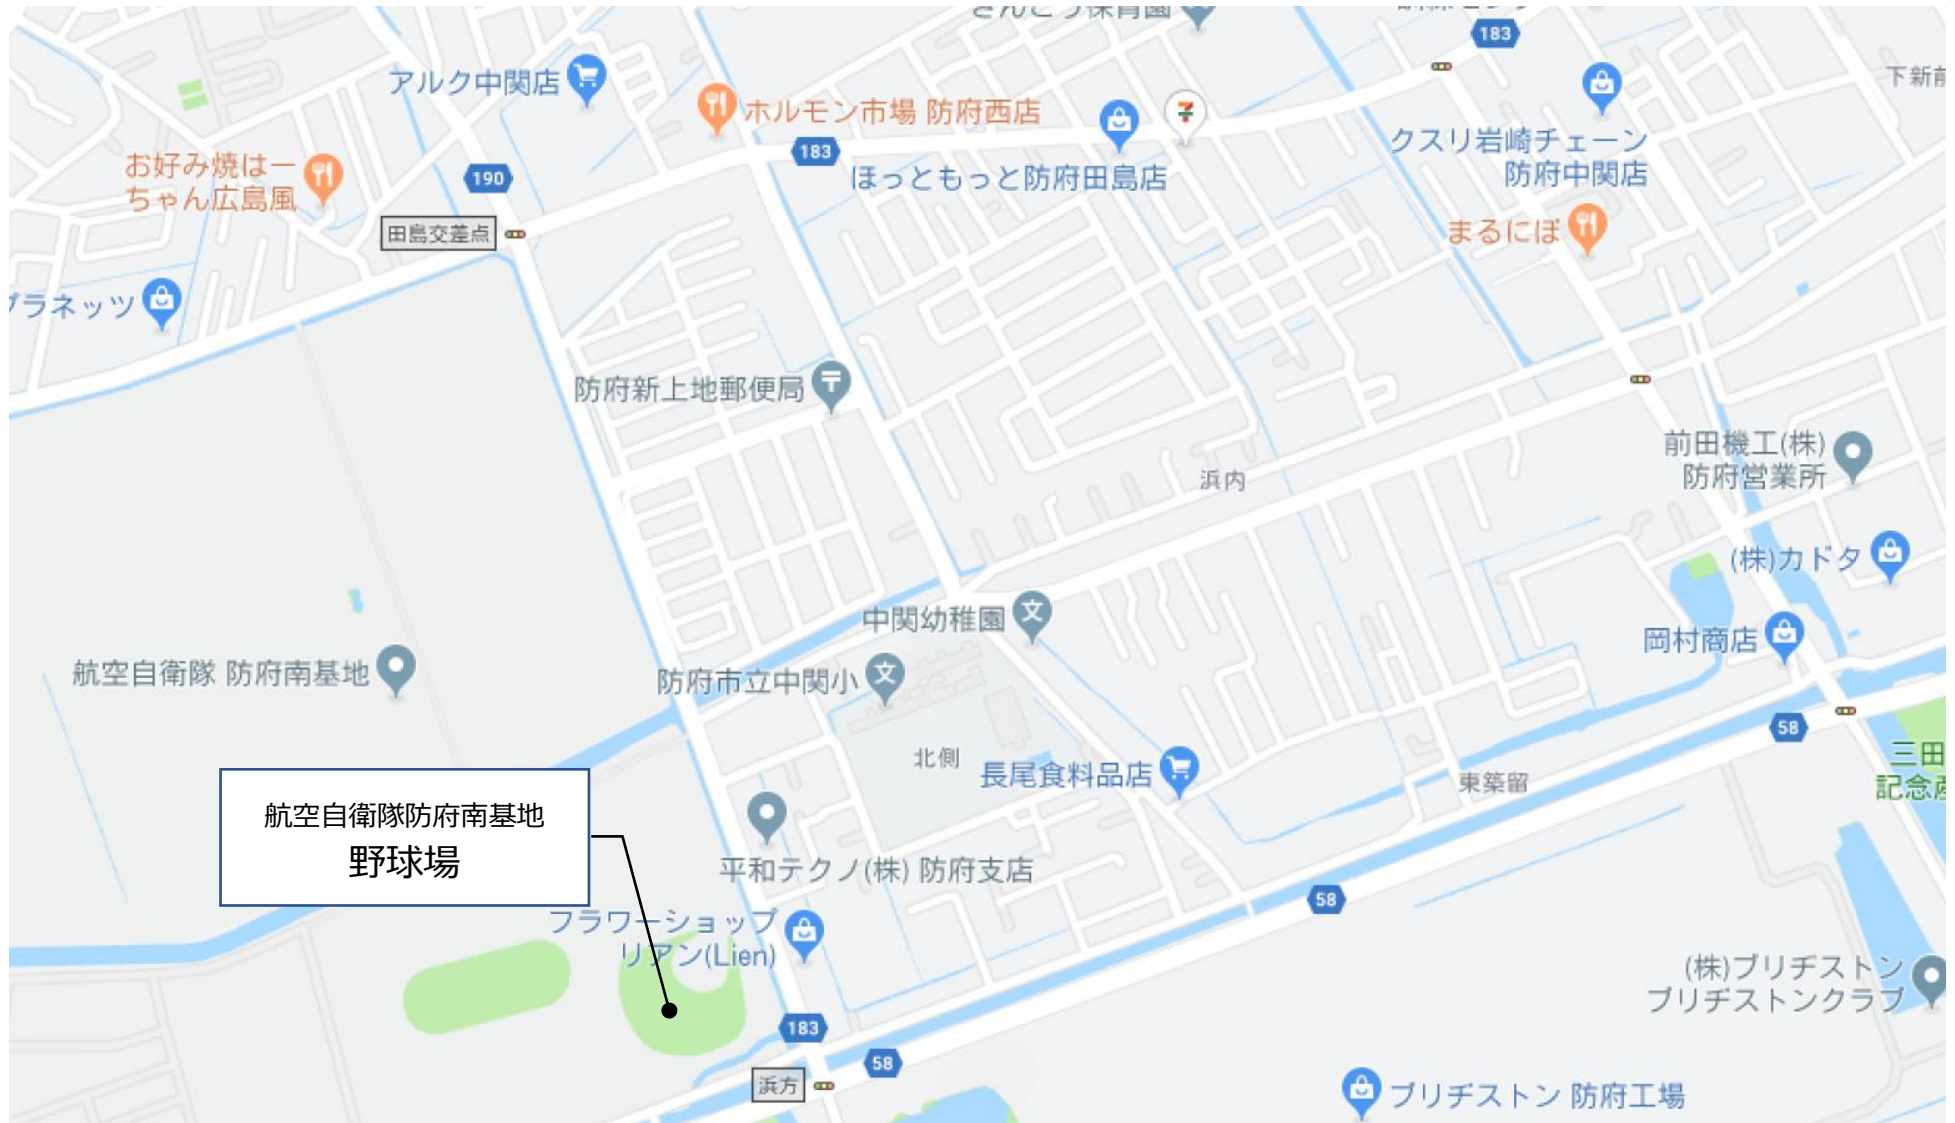 183
下新前
アルク中関店
ホルモン市場 防府西店
クスリ岩崎チェーン
防府中関店
183
ほっともっと防府田島店
お好み焼はー
ちゃん広島風
190
田島交差点
まるにぼ
プラネッツ
防府新上地郵便局
前田機工(株)
防府営業所
浜内
(株)カドタ
中関幼稚園
岡村商店
航空自衛隊 防府南基地
防府市立中関小
58
北側
長尾食料品店
東築留
三田
記念産
航空自衛隊防府南基地
野球場
平和テクノ(株) 防府支店
58
フラワーショップ
リアン(Lien)
(株)ブリヂストン
ブリヂストンクラブ
183
58
浜方
ブリヂストン 防府工場